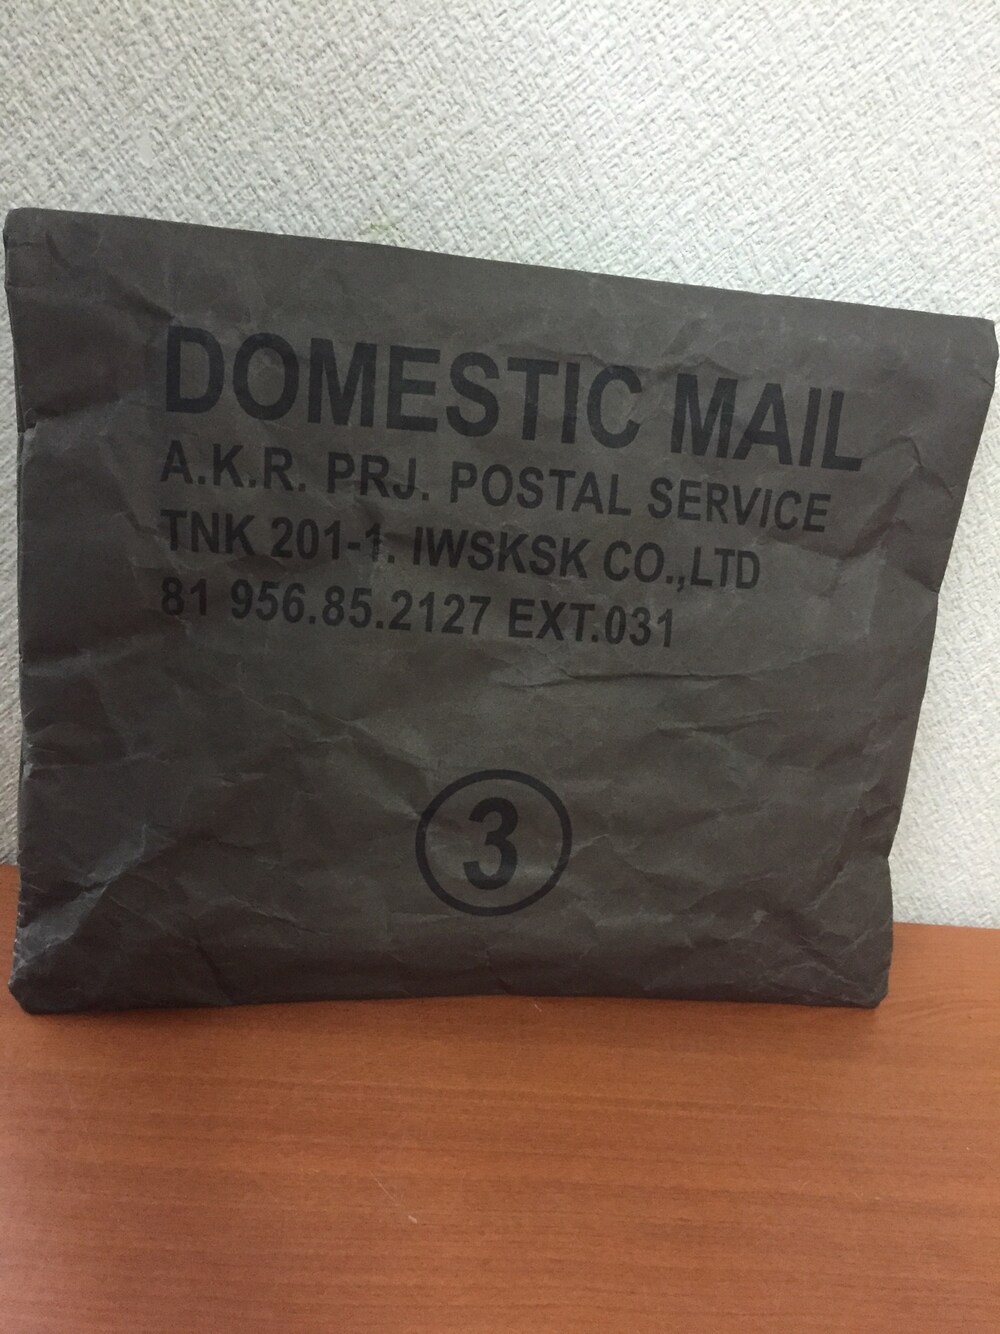 DOMESTIC MAIL
A.K.R. PRJ. POSTAL SERVICE
TNK 201-1. IWSKSK CO.,LTD
81 956.85.2127 EXT.031
3